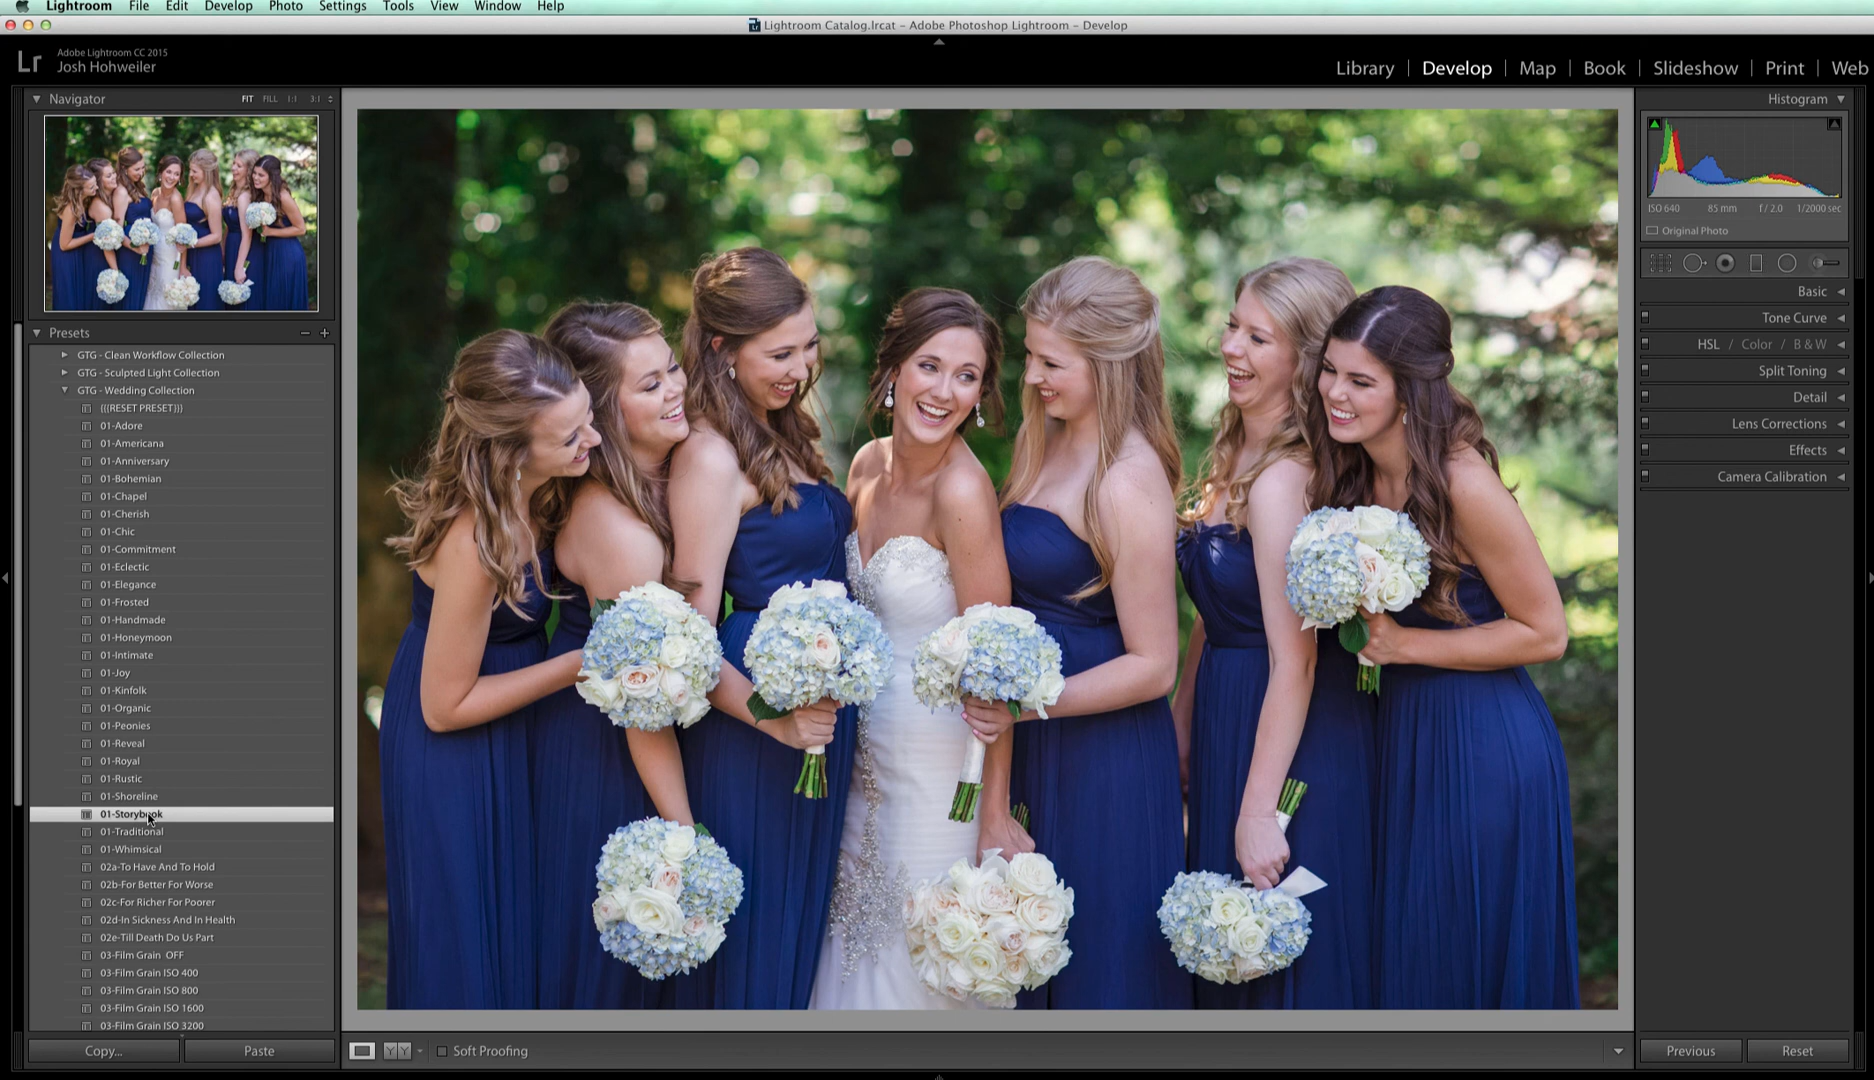 Lightroom File Edit Develop Photo Settings Tools View Window Help
Lightroom Catalog.lrcat – Adobe Photoshop Lightroom – Develop
Lr
Adobe Lightroom CC 2015
Josh Hohweiler
Library | Develop | Map | Book | Slideshow | Print | Web
Navigator FIT FILL 1:1 3:1
Presets
GTG - Clean Workflow Collection
GTG - Sculpted Light Collection
GTG - Wedding Collection
(((RESET PRESET)))
01-Adore
01-Americana
01-Anniversary
01-Bohemian
01-Chapel
01-Cherish
01-Chic
01-Commitment
01-Eclectic
01-Elegance
01-Frosted
01-Handmade
01-Honeymoon
01-Intimate
01-Joy
01-Kinfolk
01-Organic
01-Peonies
01-Reveal
01-Royal
01-Rustic
01-Shoreline
01-Storybook
01-Traditional
01-Whimsical
02a-To Have And To Hold
02b-For Better For Worse
02c-For Richer For Poorer
02d-In Sickness And In Health
02e-Till Death Do Us Part
03-Film Grain OFF
03-Film Grain ISO 400
03-Film Grain ISO 800
03-Film Grain ISO 1600
03-Film Grain ISO 3200
Copy... Paste
YY Soft Proofing
Histogram
ISO 640 85 mm f / 2.0 1/2000 sec
Original Photo
Basic
Tone Curve
HSL / Color / B & W
Split Toning
Detail
Lens Corrections
Effects
Camera Calibration
Previous Reset